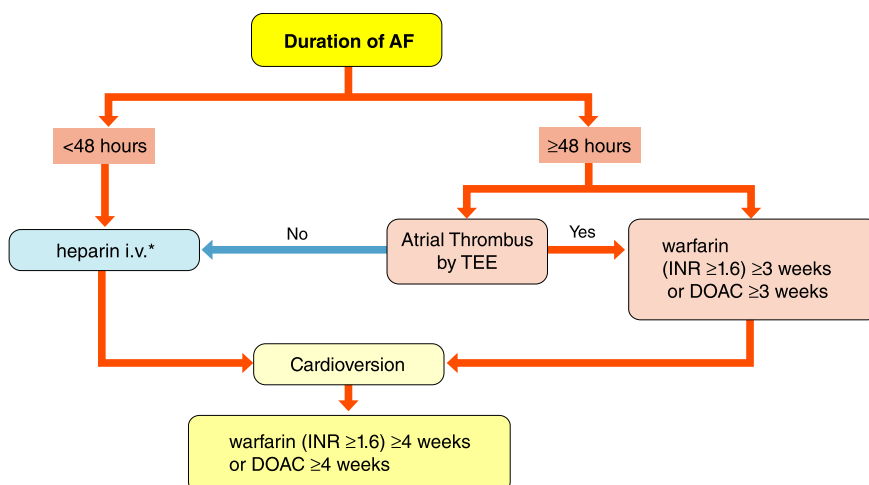 Duration of AF
<48 hours
≥48 hours
heparin i.v.*
No
Atrial Thrombus
by TEE
Yes
warfarin
(INR ≥1.6) ≥3 weeks
or DOAC ≥3 weeks
Cardioversion
warfarin (INR ≥1.6) ≥4 weeks
or DOAC ≥4 weeks